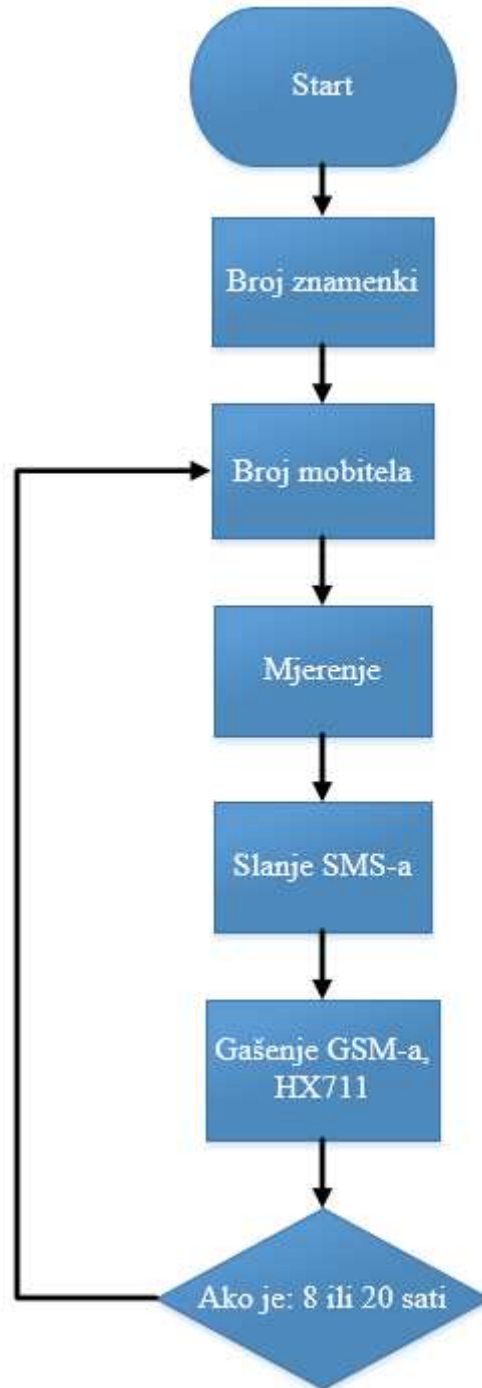 Start
Broj znamenki
Broj mobitela
Mjerenje
Slanje SMS-a
Gašenje GSM-a,
HX711
Ako je: 8 ili 20 sati